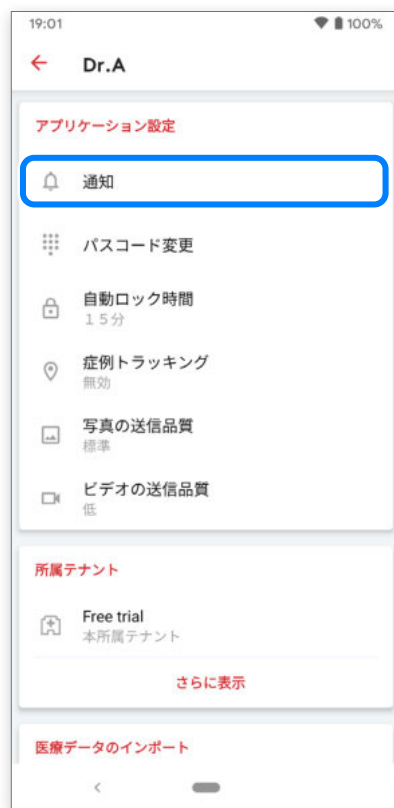 19:01 100%
Dr.A
アプリケーション設定
通知
パスコード変更
自動ロック時間
１５分
症例トラッキング
無効
写真の送信品質
標準
ビデオの送信品質
低
所属テナント
Free trial
本所属テナント
さらに表示
医療データのインポート